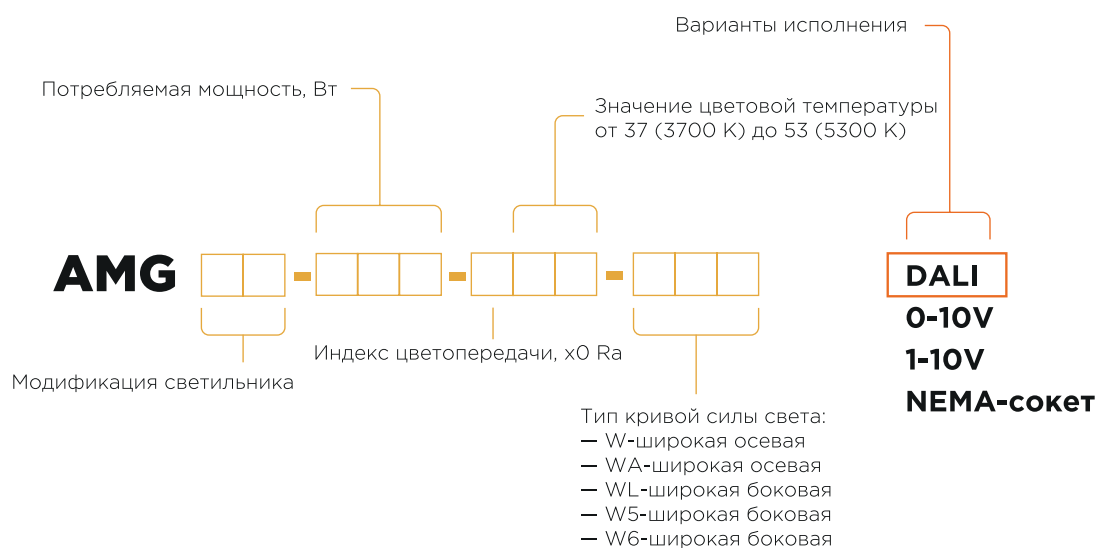 Варианты исполнения
Потребляемая мощность, Вт
Значение цветовой температуры
от 37 (3700 К) до 53 (5300 К)
AMG
DALI
0-10V
1-10V
NEMA-сокет
Индекс цветопередачи, x0 Ra
Модификация светильника
Тип кривой силы света:
— W-широкая осевая
— WA-широкая осевая
— WL-широкая боковая
— W5-широкая боковая
— W6-широкая боковая